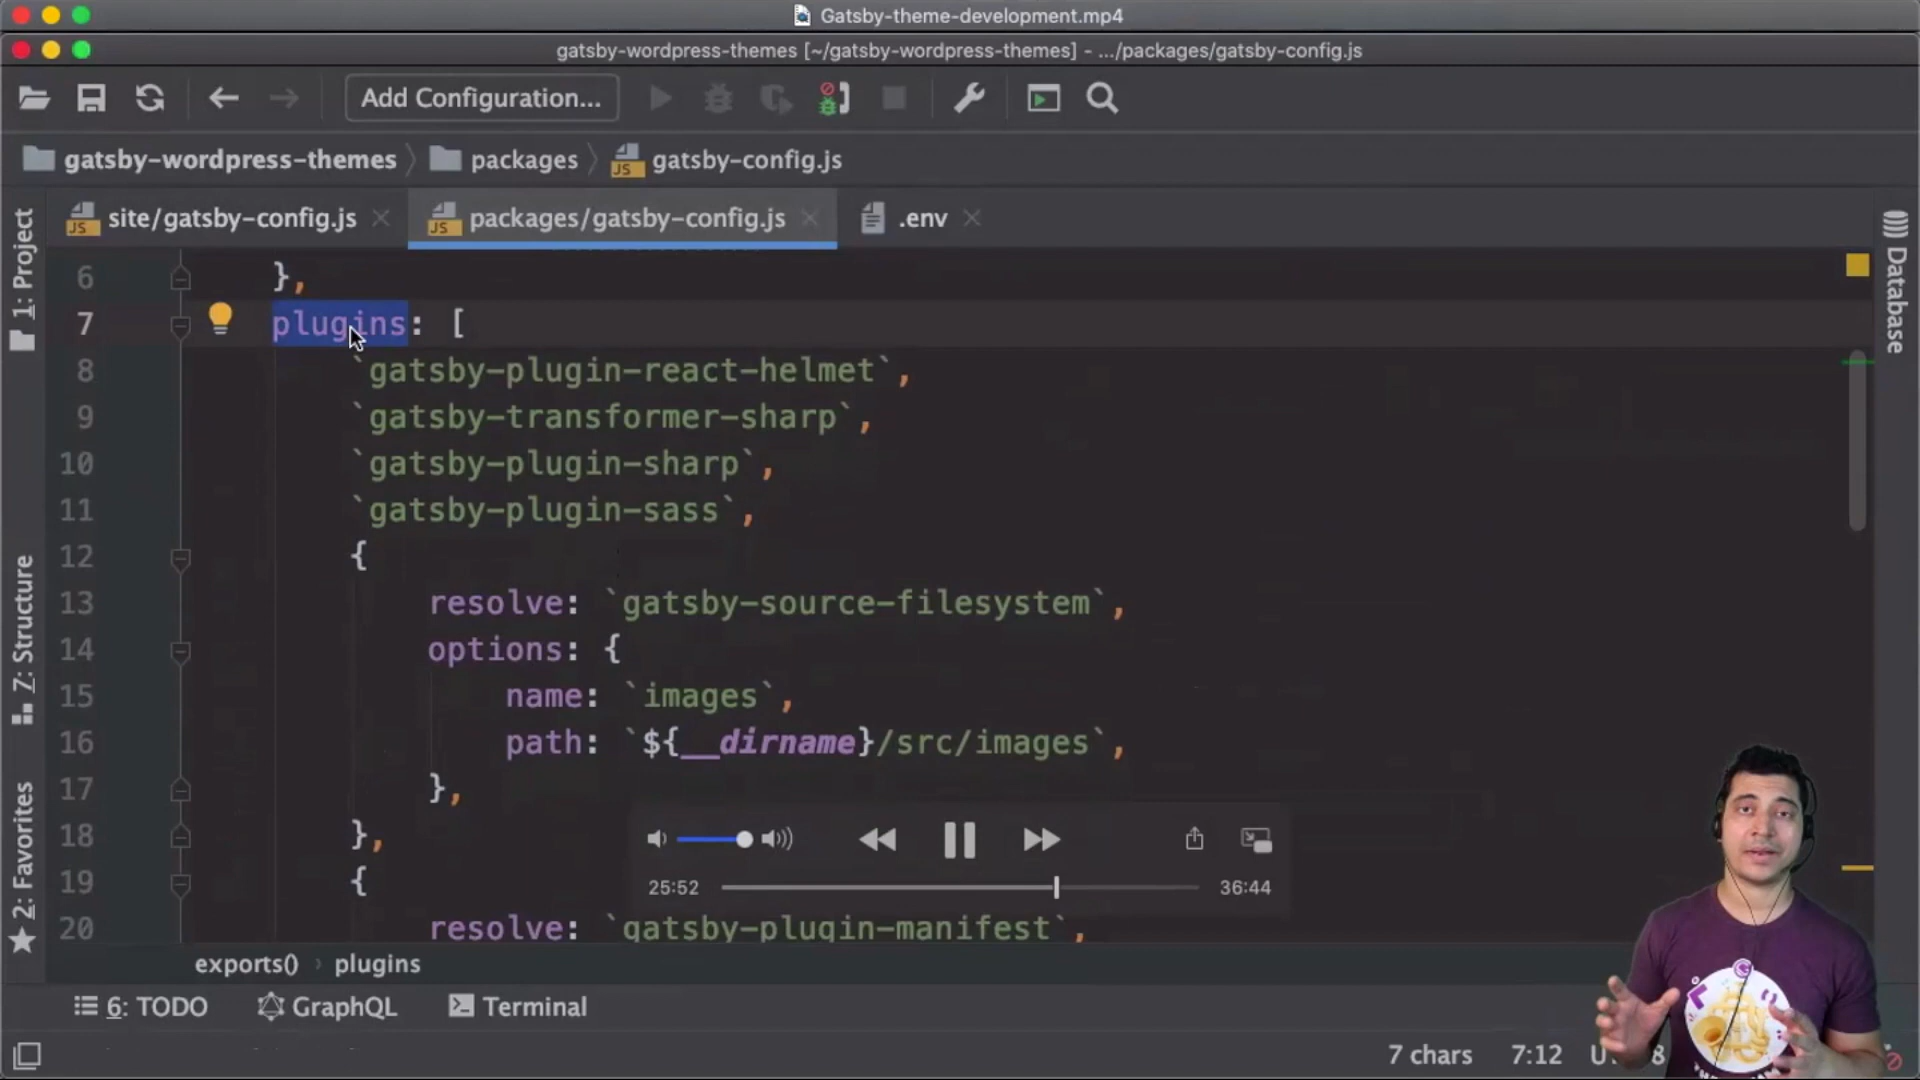 Gatsby-theme-development.mp4
gatsby-wordpress-themes [~/gatsby-wordpress-themes] - .../packages/gatsby-config.js
Add Configuration...
gatsby-wordpress-themes packages JS gatsby-config.js
JS site/gatsby-config.js JS packages/gatsby-config.js .env
1: Project
7: Structure
2: Favorites
Database
6 },
7 plugins: [
8 `gatsby-plugin-react-helmet`,
9 `gatsby-transformer-sharp`,
10 `gatsby-plugin-sharp`,
11 `gatsby-plugin-sass`,
12 {
13 resolve: `gatsby-source-filesystem`,
14 options: {
15 name: `images`,
16 path: `${__dirname}/src/images`,
17 },
18 },
19 {
20 resolve: `gatsby-plugin-manifest`,
25:52 36:44
exports() › plugins
6: TODO GraphQL Terminal
7 chars 7:12